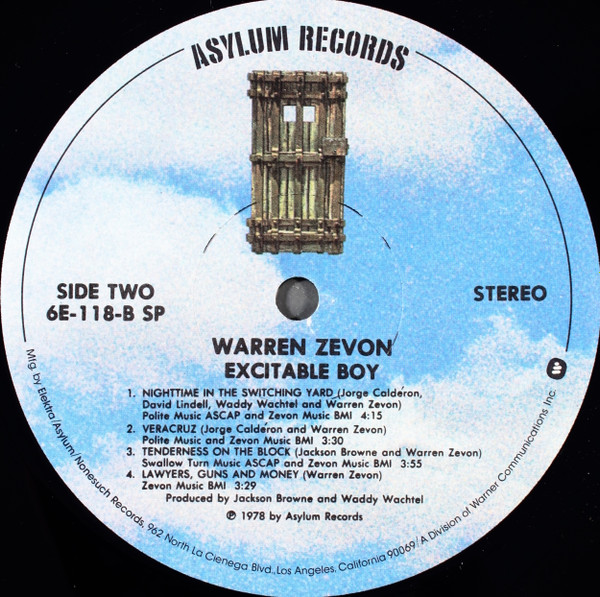 ASYLUM RECORDS
SIDE TWO
6E-118-B SP
STEREO
WARREN ZEVON
EXCITABLE BOY
1. NIGHTTIME IN THE SWITCHING YARD (Jorge Calderón,
David Lindell, Waddy Wachtel and Warren Zevon)
Polite Music ASCAP and Zevon Music BMI 4:15
2. VERACRUZ (Jorge Calderón and Warren Zevon)
Polite Music and Zevon Music BMI 3:30
3. TENDERNESS ON THE BLOCK (Jackson Browne and Warren Zevon)
Swallow Turn Music ASCAP and Zevon Music BMI 3:55
4. LAWYERS, GUNS AND MONEY (Warren Zevon)
Zevon Music BMI 3:29
Produced by Jackson Browne and Waddy Wachtel
℗ 1978 by Asylum Records
Mfg. by Elektra/Asylum/Nonesuch Records, 962 North La Cienega Blvd., Los Angeles, California 90069/A Division of Warner Communications Inc.